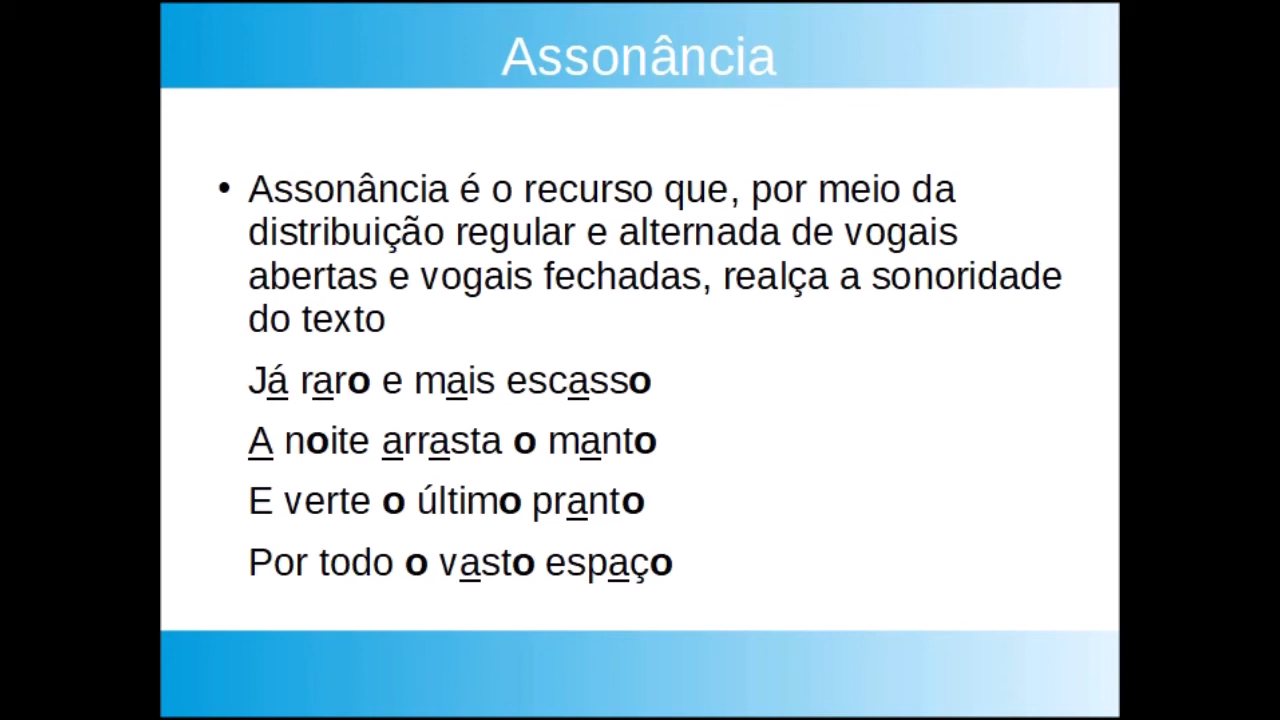 Assonância
• Assonância é o recurso que, por meio da
distribuição regular e alternada de vogais
abertas e vogais fechadas, realça a sonoridade
do texto
Já raro e mais escasso
A noite arrasta o manto
E verte o último pranto
Por todo o vasto espaço